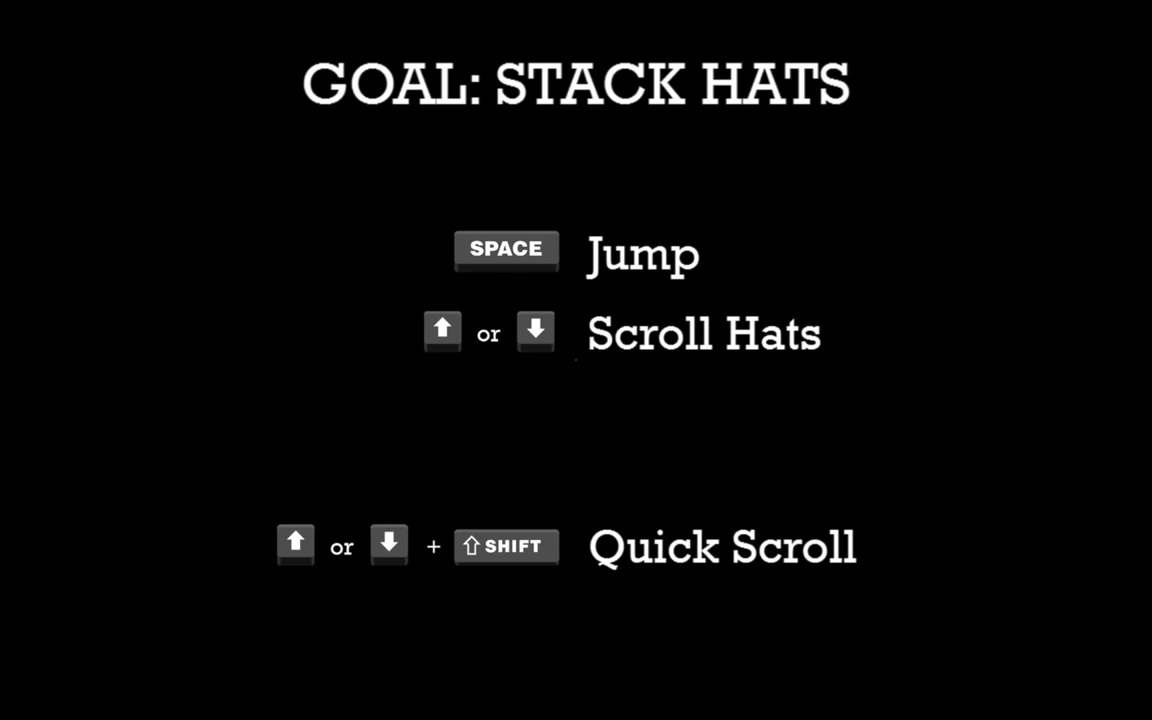 GOAL: STACK HATS
SPACE Jump
or Scroll Hats
or + SHIFT Quick Scroll